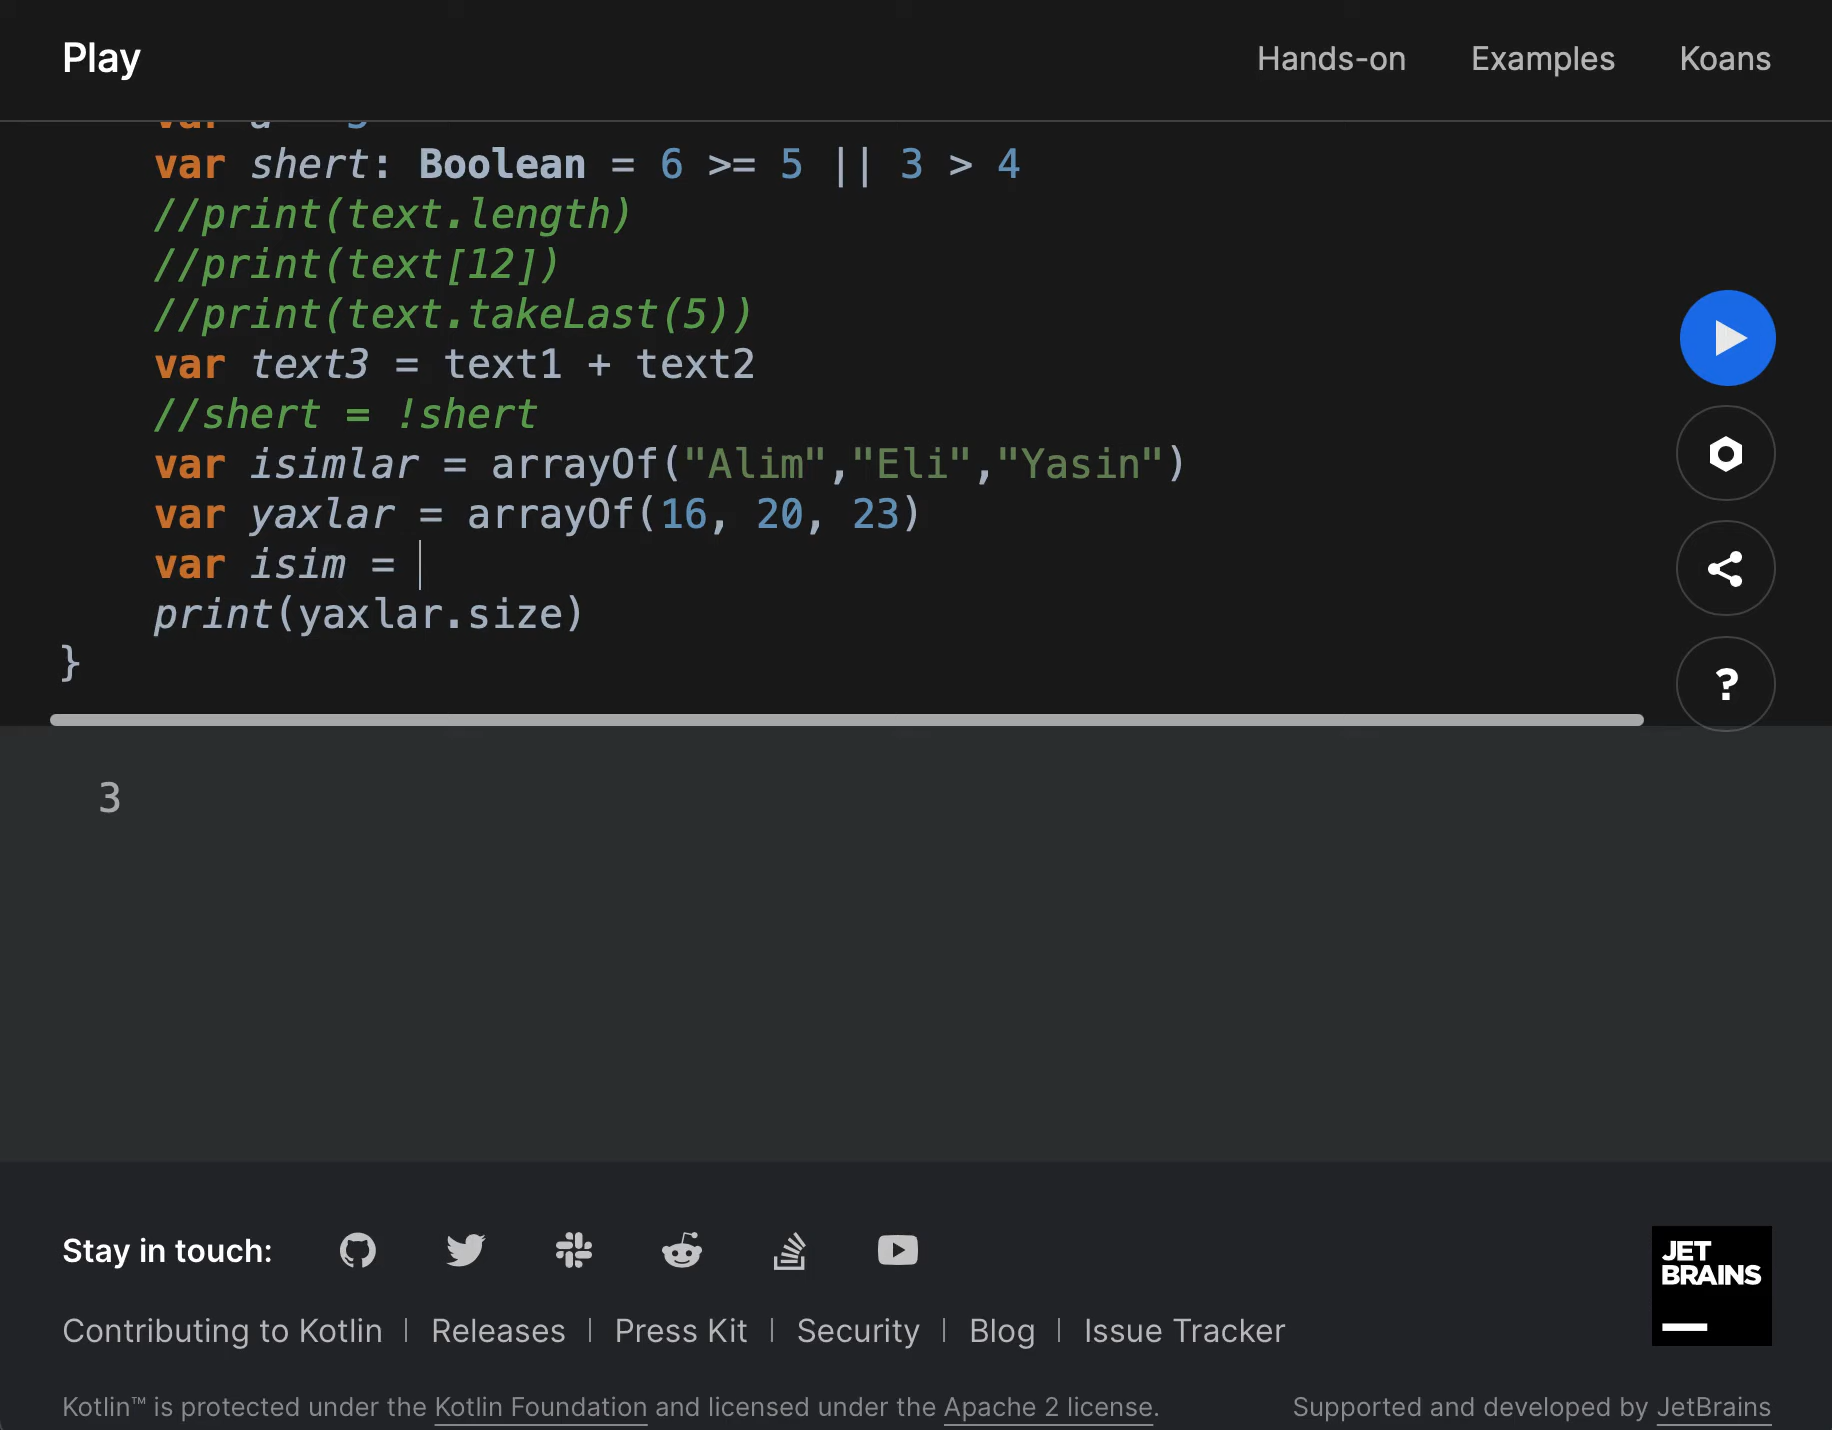 Play
Hands-on
Examples
Koans
var shert: Boolean = 6 >= 5 || 3 > 4
//print(text.length)
//print(text[12])
//print(text.takeLast(5))
var text3 = text1 + text2
//shert = !shert
var isimlar = arrayOf("Alim","Eli","Yasin")
var yaxlar = arrayOf(16, 20, 23)
var isim =
print(yaxlar.size)
}
?
3
Stay in touch:
JET
BRAINS
Contributing to Kotlin | Releases | Press Kit | Security | Blog | Issue Tracker
Kotlin™ is protected under the Kotlin Foundation and licensed under the Apache 2 license.
Supported and developed by JetBrains